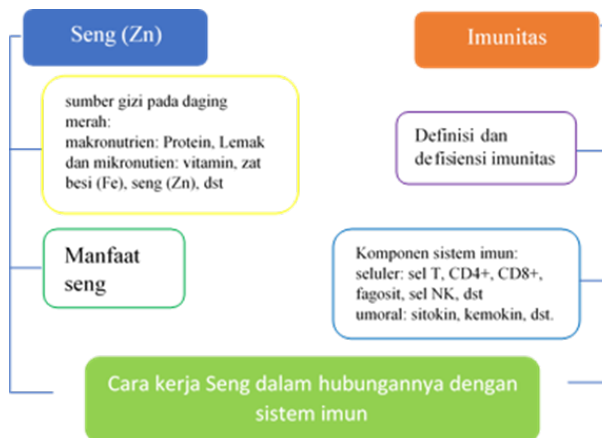 Seng (Zn)
sumber gizi pada daging
merah:
makronutrien: Protein, Lemak
dan mikronutien: vitamin, zat
besi (Fe), seng (Zn), dst
Manfaat
seng
Imunitas
Definisi dan
defisiensi imunitas
Komponen sistem imun:
seluler: sel T, CD4+, CD8+,
fagosit, sel NK, dst
umoral: sitokin, kemokin, dst.
Cara kerja Seng dalam hubungannya dengan
sistem imun